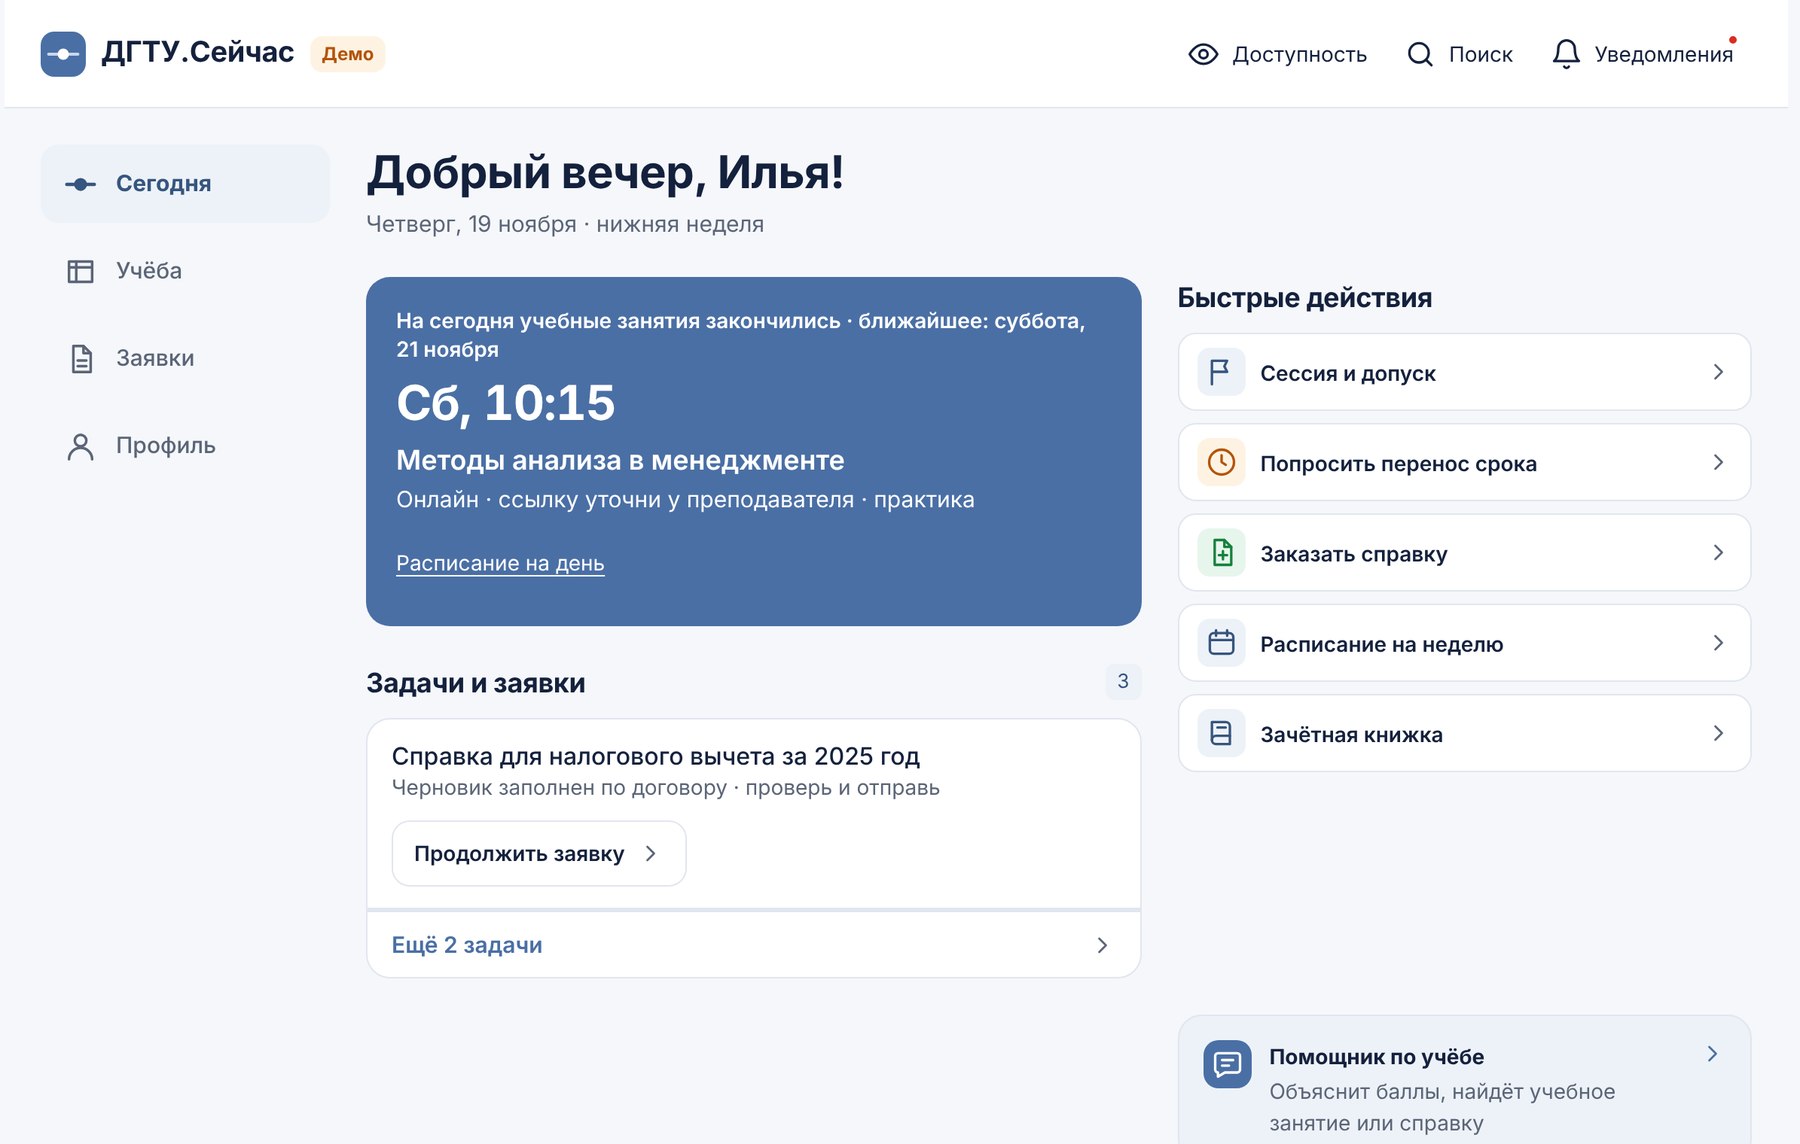 ДГТУ.Сейчас
Демо
Доступность
Поиск
Уведомления
Сегодня
Учёба
Заявки
Профиль
Добрый вечер, Илья!
Четверг, 19 ноября · нижняя неделя
На сегодня учебные занятия закончились · ближайшее: суббота,
21 ноября
Сб, 10:15
Методы анализа в менеджменте
Онлайн · ссылку уточни у преподавателя · практика
Расписание на день
Задачи и заявки
3
Справка для налогового вычета за 2025 год
Черновик заполнен по договору · проверь и отправь
Продолжить заявку
Ещё 2 задачи
Быстрые действия
Сессия и допуск
Попросить перенос срока
Заказать справку
Расписание на неделю
Зачётная книжка
Помощник по учёбе
Объяснит баллы, найдёт учебное
занятие или справку